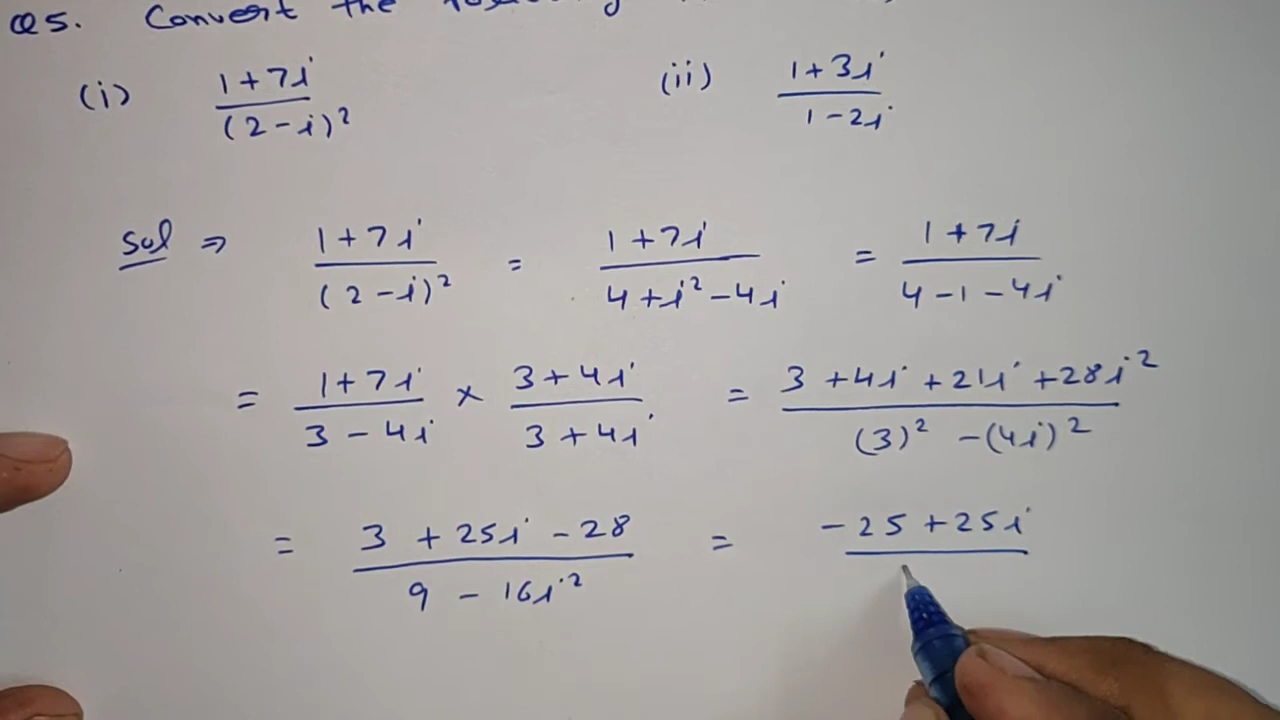 Q5. Convert the
(i) (1+7i)/(2-i)² (ii) (1+3i)/(1-2i)
Sol ⇒ (1+7i)/(2-i)² = (1+7i)/(4+i²-4i) = (1+7i)/(4-1-4i)
= (1+7i)/(3-4i) × (3+4i)/(3+4i) = (3+4i+21i+28i²)/((3)²-(4i)²)
= (3+25i-28)/(9-16i²) = -25+25i